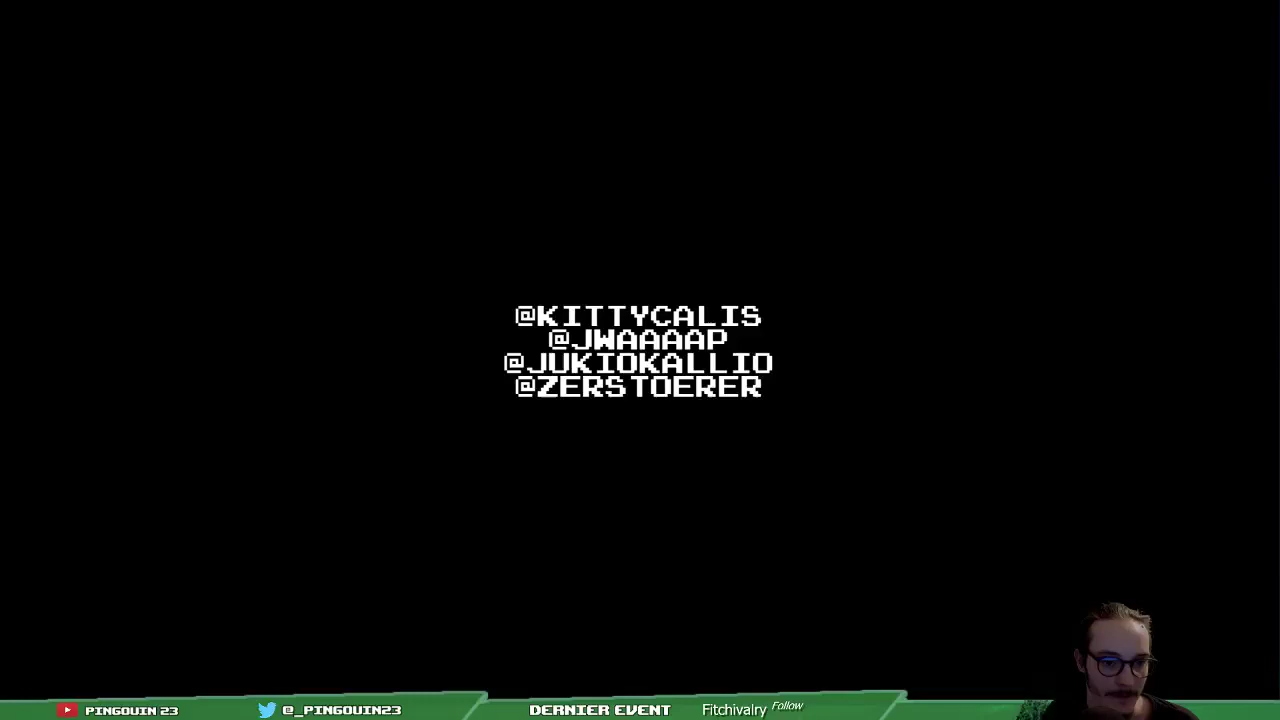 @KITTYCALIS
@JWAAAAP
@JUKIOKALLIO
@ZERSTOERER
PINGOUIN 23
@_PINGOUIN23
DERNIER EVENT
Fitchivalry Follow